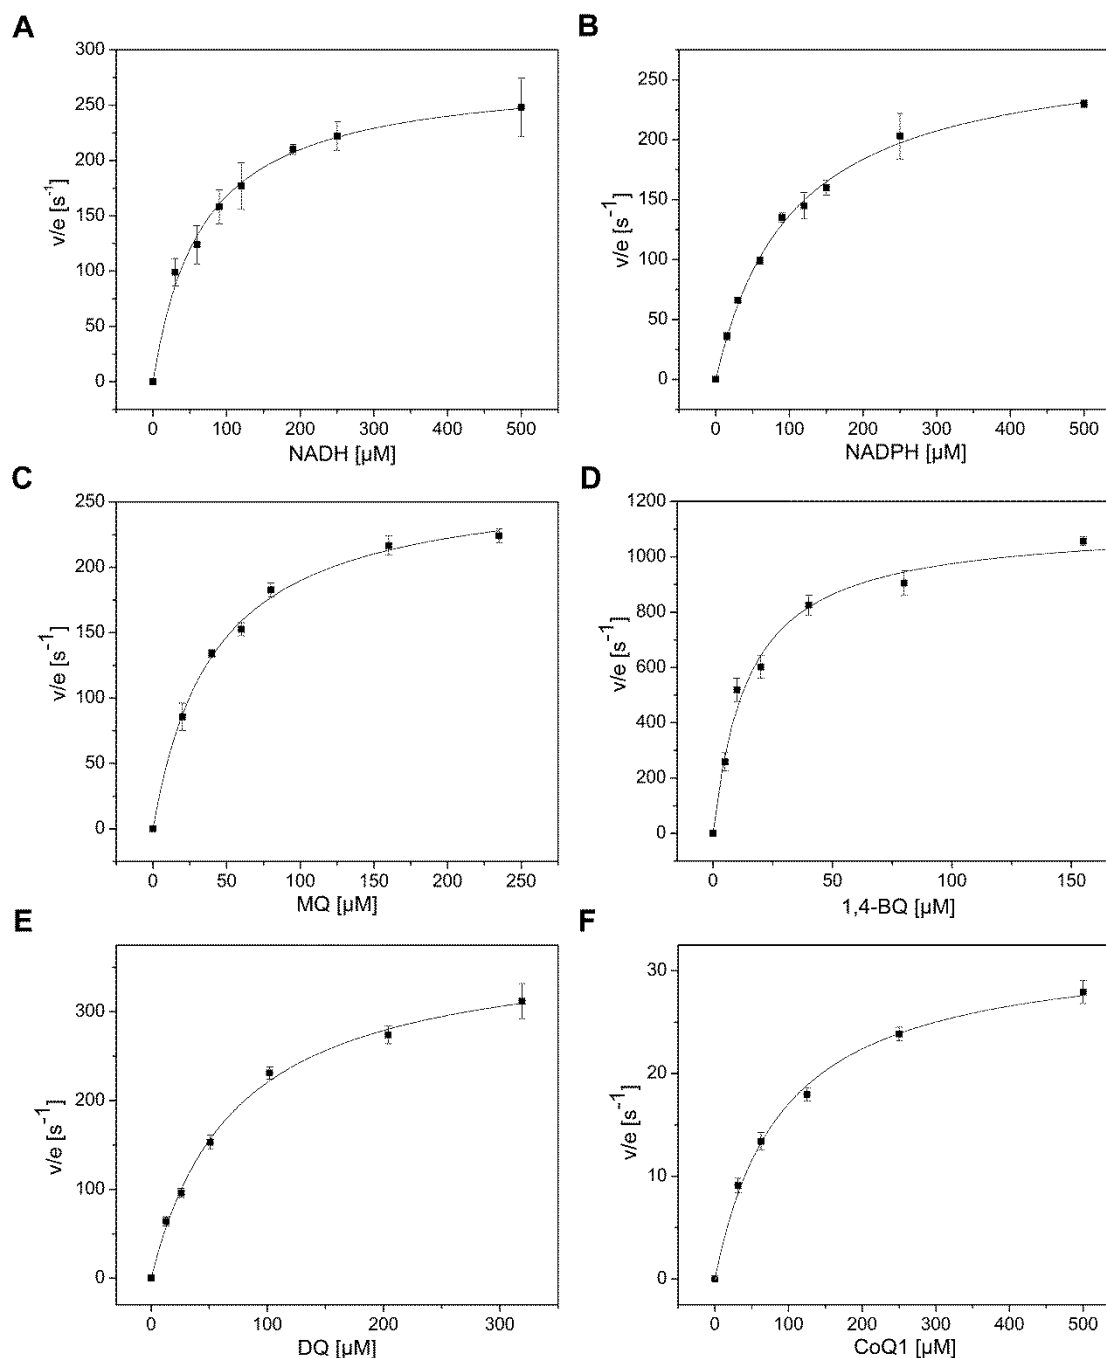 A
300
250
200
150
100
50
0
v/e [s⁻¹]
0 100 200 300 400 500
NADH [µM]
B
250
200
150
100
50
0
v/e [s⁻¹]
0 100 200 300 400 500
NADPH [µM]
C
250
200
150
100
50
0
v/e [s⁻¹]
0 50 100 150 200 250
MQ [µM]
D
1200
1000
800
600
400
200
0
v/e [s⁻¹]
0 50 100 150
1,4-BQ [µM]
E
300
200
100
0
v/e [s⁻¹]
0 100 200 300
DQ [µM]
F
30
20
10
0
v/e [s⁻¹]
0 100 200 300 400 500
CoQ1 [µM]